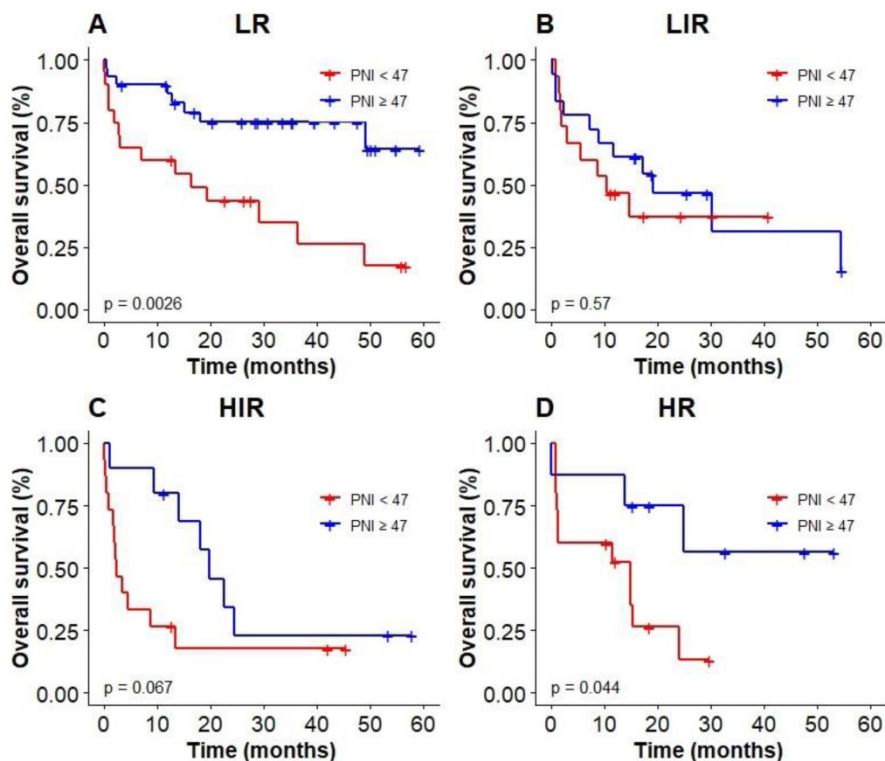 A LR
Overall survival (%)
1.00
0.75
0.50
0.25
0.00
PNI < 47
PNI ≥ 47
p = 0.0026
0 10 20 30 40 50 60
Time (months)
B LIR
Overall survival (%)
1.00
0.75
0.50
0.25
0.00
PNI < 47
PNI ≥ 47
p = 0.57
0 10 20 30 40 50 60
Time (months)
C HIR
Overall survival (%)
1.00
0.75
0.50
0.25
0.00
PNI < 47
PNI ≥ 47
p = 0.067
0 10 20 30 40 50 60
Time (months)
D HR
Overall survival (%)
1.00
0.75
0.50
0.25
0.00
PNI < 47
PNI ≥ 47
p = 0.044
0 10 20 30 40 50 60
Time (months)